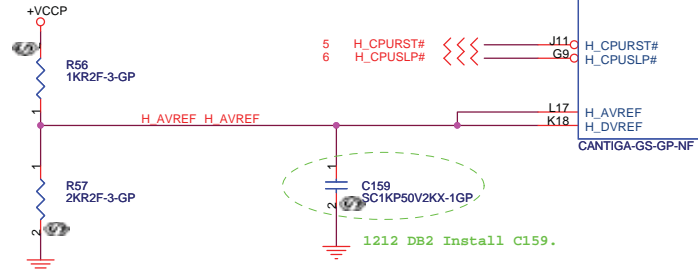 +VCCP
R56
1KR2F-3-GP
1
H_AVREF H_AVREF
1
R57
2KR2F-3-GP
2
5 H_CPURST#
6 H_CPUSLP#
J11 H_CPURST#
G9 H_CPUSLP#
L17 H_AVREF
K18 H_DVREF
CANTIGA-GS-GP-NF
1
C159
SC1KP50V2KX-1GP
2
1212 DB2 Install C159.